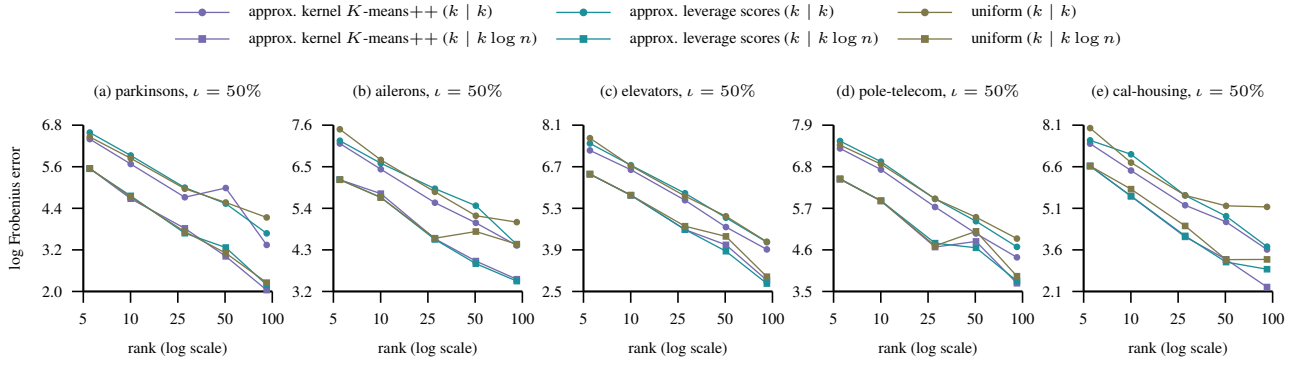 approx. kernel K-means++ (k | k) approx. leverage scores (k | k) uniform (k | k)
approx. kernel K-means++ (k | k log n) approx. leverage scores (k | k log n) uniform (k | k log n)
(a) parkinsons, ι = 50% (b) ailerons, ι = 50% (c) elevators, ι = 50% (d) pole-telecom, ι = 50% (e) cal-housing, ι = 50%
6.8 7.6 8.1 7.9 8.1
5.6 6.5 6.7 6.8 6.6
4.4 5.4 5.3 5.7 5.1
3.2 4.3 3.9 4.6 3.6
2.0 3.2 2.5 3.5 2.1
log Frobenius error
5 10 25 50 100 5 10 25 50 100 5 10 25 50 100 5 10 25 50 100 5 10 25 50 100
rank (log scale) rank (log scale) rank (log scale) rank (log scale) rank (log scale)